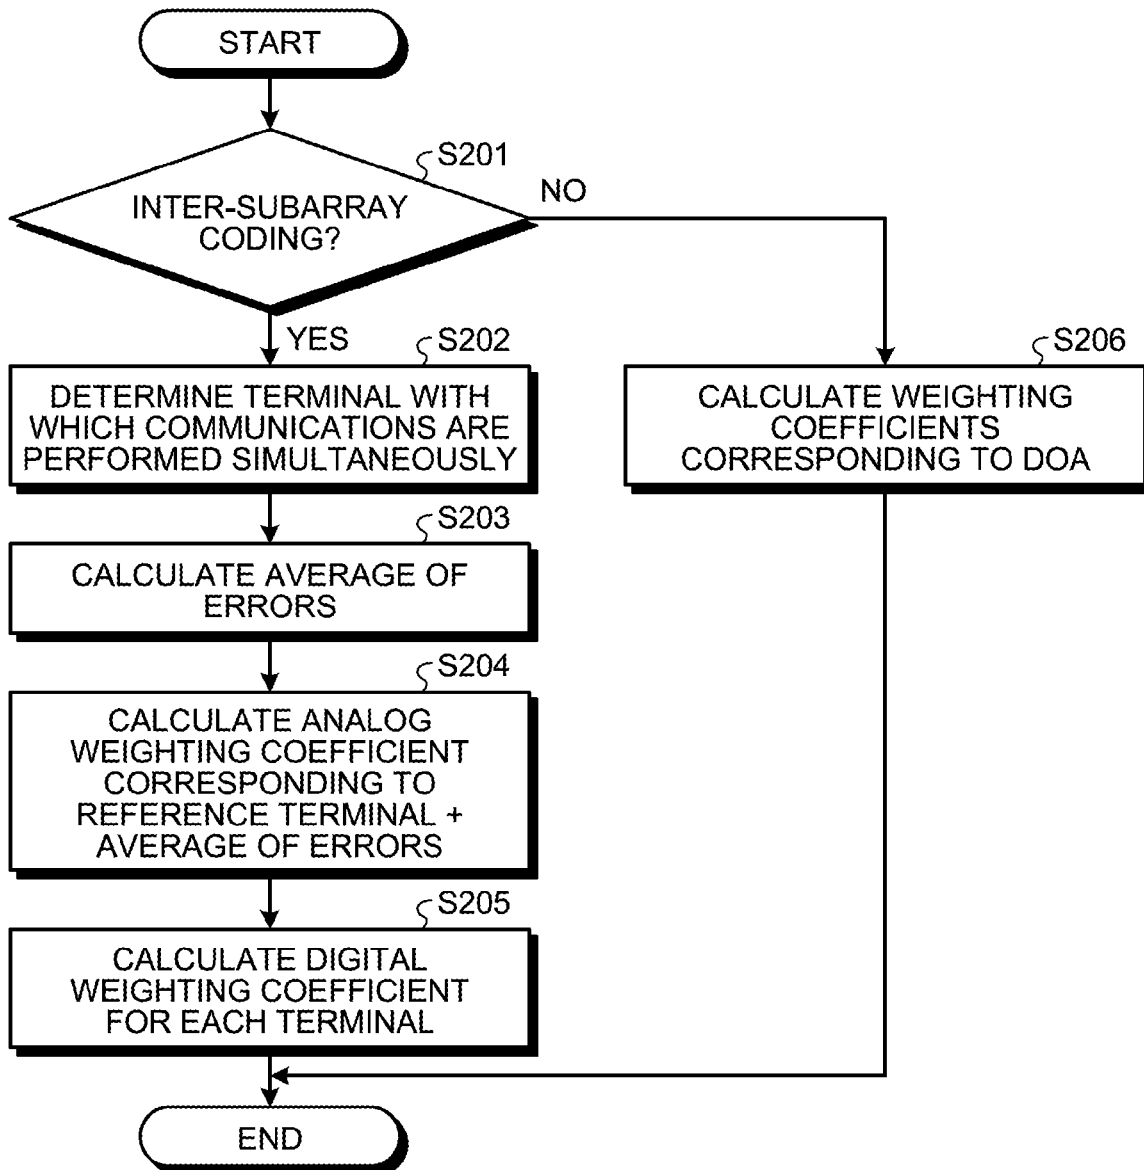 START
S201
INTER-SUBARRAY
CODING?
NO
YES
S202
DETERMINE TERMINAL WITH
WHICH COMMUNICATIONS ARE
PERFORMED SIMULTANEOUSLY
S206
CALCULATE WEIGHTING
COEFFICIENTS
CORRESPONDING TO DOA
S203
CALCULATE AVERAGE OF
ERRORS
S204
CALCULATE ANALOG
WEIGHTING COEFFICIENT
CORRESPONDING TO
REFERENCE TERMINAL +
AVERAGE OF ERRORS
S205
CALCULATE DIGITAL
WEIGHTING COEFFICIENT
FOR EACH TERMINAL
END